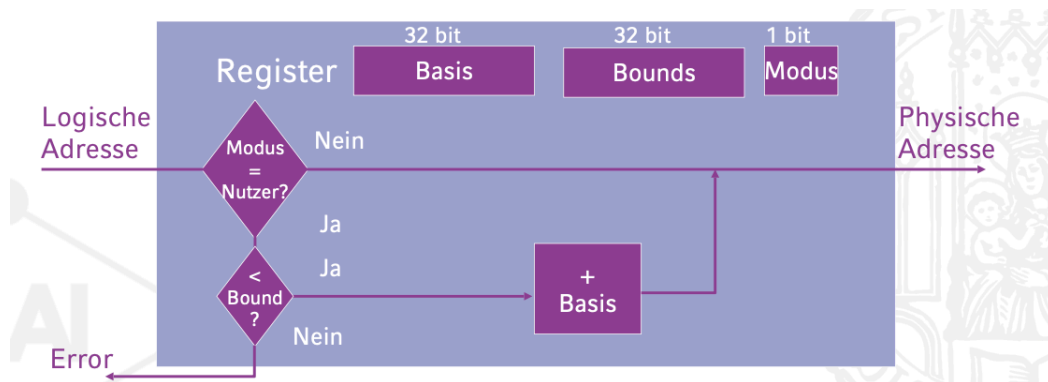 32 bit
32 bit
1 bit
Register
Basis
Bounds
Modus
Logische
Adresse
Modus
=
Nutzer?
Nein
Physische
Adresse
Ja
<
Bound
?
Ja
+
Basis
Nein
Error
AI